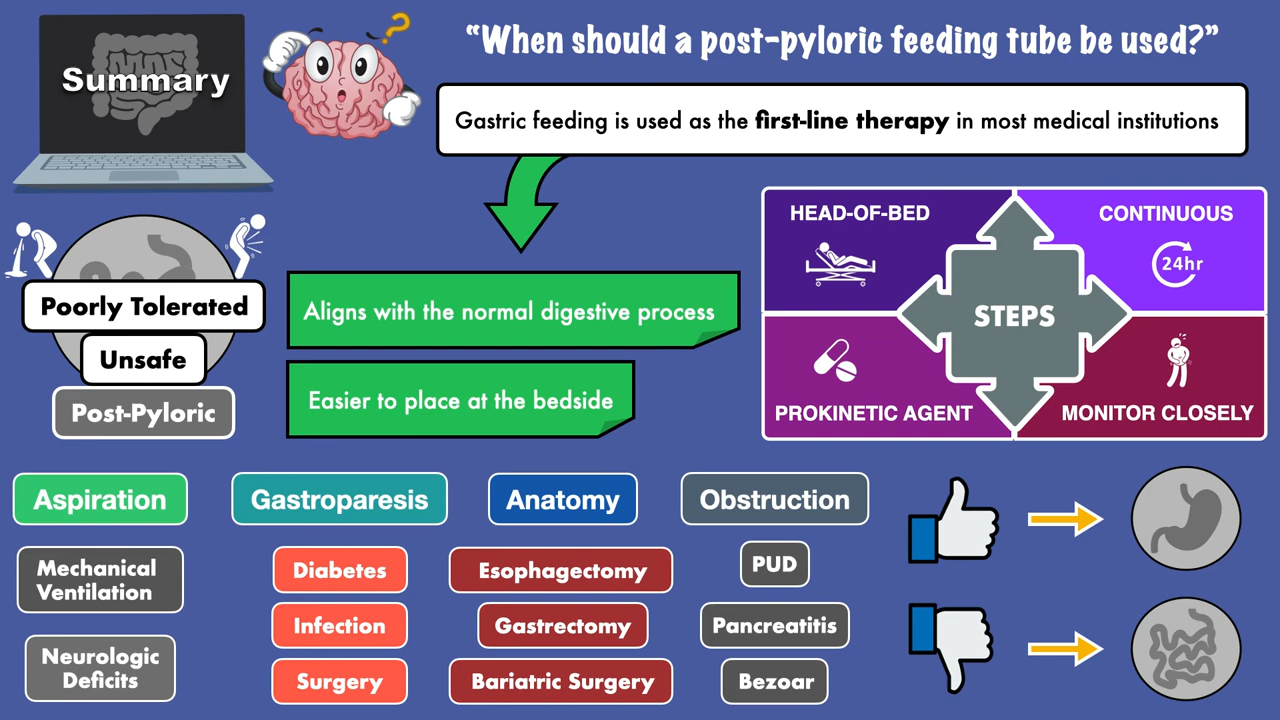 Summary
“When should a post-pyloric feeding tube be used?”
Gastric feeding is used as the first-line therapy in most medical institutions
HEAD-OF-BED
CONTINUOUS
24hr
STEPS
PROKINETIC AGENT
MONITOR CLOSELY
Poorly Tolerated
Unsafe
Post-Pyloric
Aligns with the normal digestive process
Easier to place at the bedside
Aspiration
Mechanical
Ventilation
Neurologic
Deficits
Gastroparesis
Diabetes
Infection
Surgery
Anatomy
Esophagectomy
Gastrectomy
Bariatric Surgery
Obstruction
PUD
Pancreatitis
Bezoar